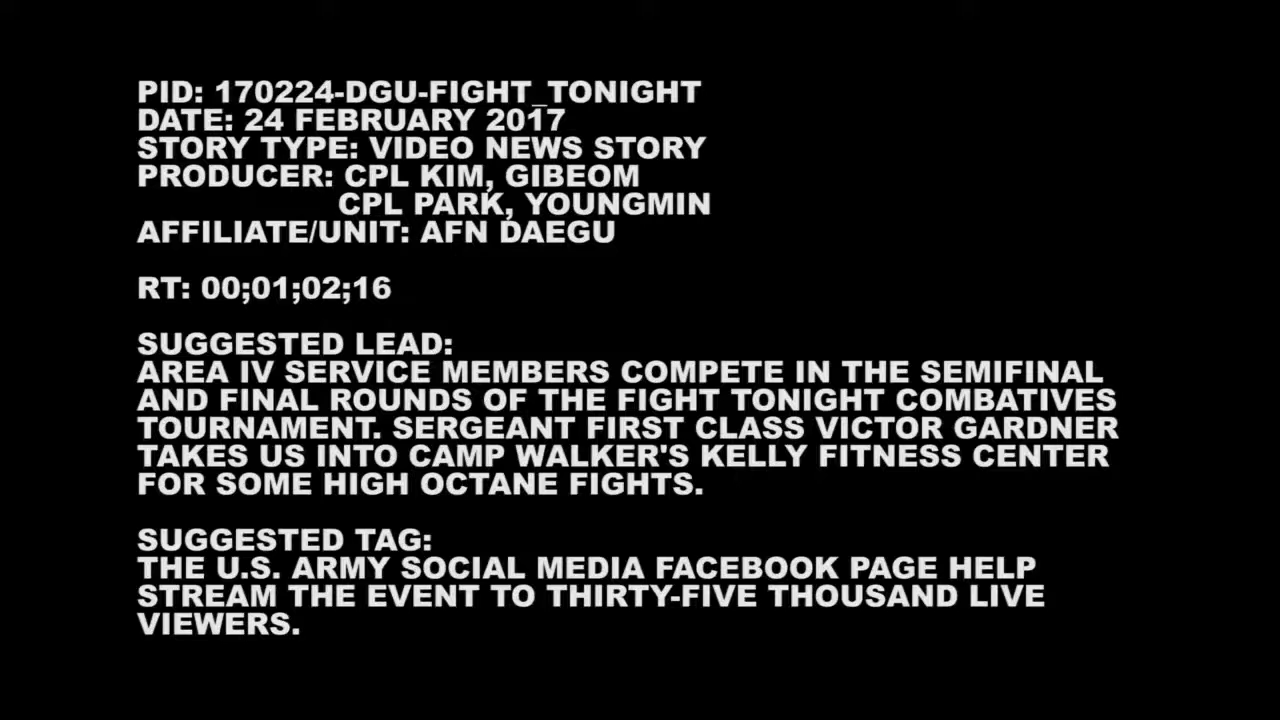 PID: 170224-DGU-FIGHT_TONIGHT
DATE: 24 FEBRUARY 2017
STORY TYPE: VIDEO NEWS STORY
PRODUCER: CPL KIM, GIBEOM
CPL PARK, YOUNGMIN
AFFILIATE/UNIT: AFN DAEGU
RT: 00;01;02;16
SUGGESTED LEAD:
AREA IV SERVICE MEMBERS COMPETE IN THE SEMIFINAL
AND FINAL ROUNDS OF THE FIGHT TONIGHT COMBATIVES
TOURNAMENT. SERGEANT FIRST CLASS VICTOR GARDNER
TAKES US INTO CAMP WALKER'S KELLY FITNESS CENTER
FOR SOME HIGH OCTANE FIGHTS.
SUGGESTED TAG:
THE U.S. ARMY SOCIAL MEDIA FACEBOOK PAGE HELP
STREAM THE EVENT TO THIRTY-FIVE THOUSAND LIVE
VIEWERS.